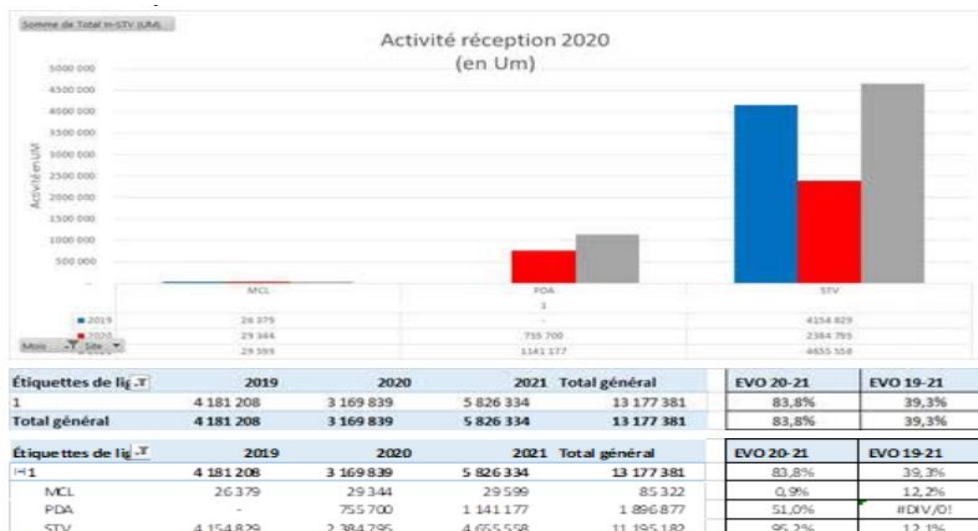 Somme de Total In-STV (UM)
Activité réception 2020
(en Um)
Activité en UM
5000 000
4500 000
4000 000
3500 000
3000 000
2500 000
2000 000
1500 000
1000 000
500 000
-
MCL PDA STV
1
2019 26 379 - 4154 829
2020 29 344 755 700 2384 795
29 599 1141 177 4655 558
Mois Site
Étiquettes de lig 2019 2020 2021 Total général EVO 20-21 EVO 19-21
1 4 181 208 3 169 839 5 826 334 13 177 381 83,8% 39,3%
Total général 4 181 208 3 169 839 5 826 334 13 177 381 83,8% 39,3%
Étiquettes de lig 2019 2020 2021 Total général EVO 20-21 EVO 19-21
1 4 181 208 3 169 839 5 826 334 13 177 381 83,8% 39,3%
MCL 26 379 29 344 29 599 85 322 0,9% 12,2%
PDA - 755 700 1 141 177 1 896 877 51,0% #DIV/0!
STV 4 154 829 2 384 795 4 655 558 11 195 182 95,2% 12,1%